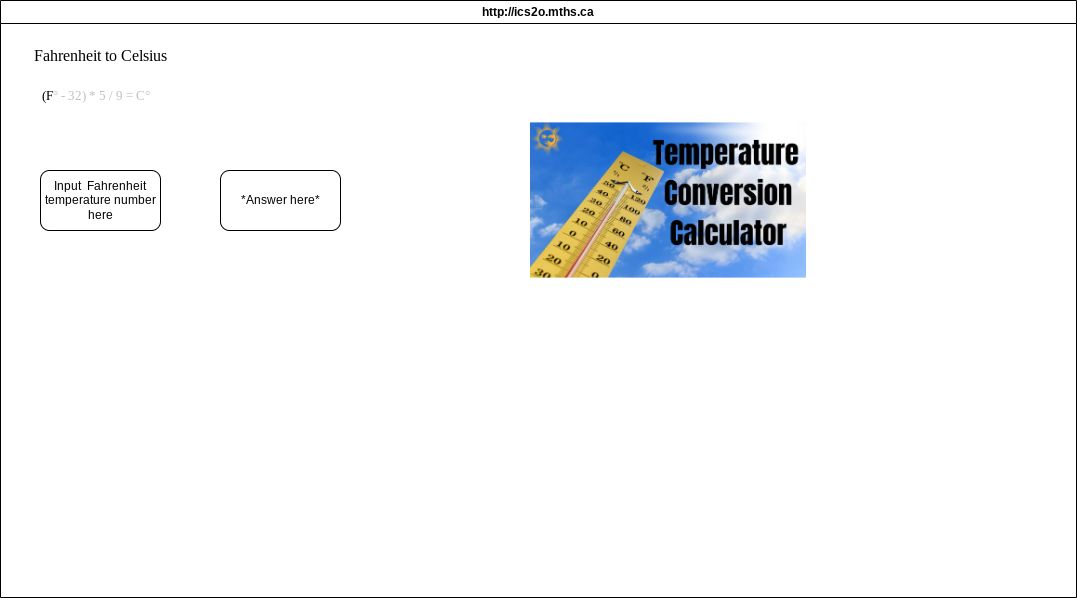 http://ics2o.mths.ca
Fahrenheit to Celsius
(F° - 32) * 5 / 9 = C°
Input  Fahrenheit
temperature number
here
*Answer here*
Temperature
Conversion
Calculator
°C
°F
50
120
40
100
30
80
20
60
10
40
0
20
10
0
20
30